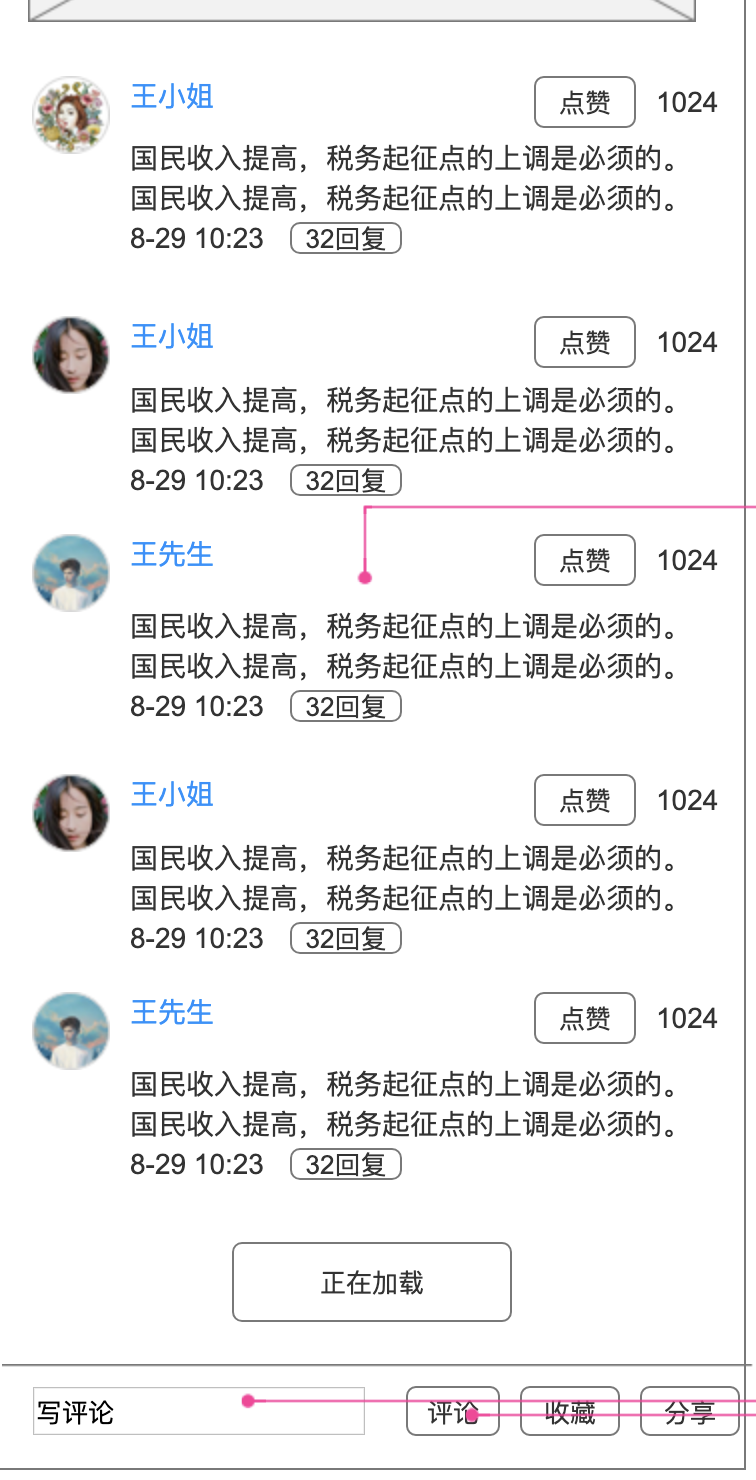 王小姐 点赞 1024
国民收入提高，税务起征点的上调是必须的。
国民收入提高，税务起征点的上调是必须的。
8-29 10:23 32回复
王小姐 点赞 1024
国民收入提高，税务起征点的上调是必须的。
国民收入提高，税务起征点的上调是必须的。
8-29 10:23 32回复
王先生 点赞 1024
国民收入提高，税务起征点的上调是必须的。
国民收入提高，税务起征点的上调是必须的。
8-29 10:23 32回复
王小姐 点赞 1024
国民收入提高，税务起征点的上调是必须的。
国民收入提高，税务起征点的上调是必须的。
8-29 10:23 32回复
王先生 点赞 1024
国民收入提高，税务起征点的上调是必须的。
国民收入提高，税务起征点的上调是必须的。
8-29 10:23 32回复
正在加载
写评论 评论 收藏 分享